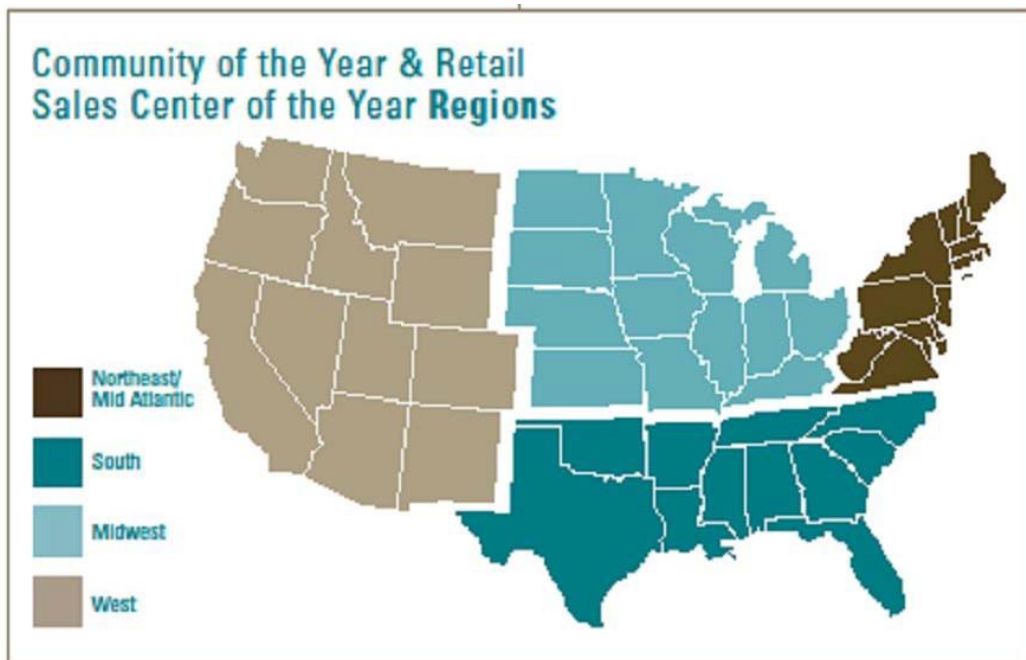 Community of the Year & Retail
Sales Center of the Year Regions
Northeast/
Mid Atlantic
South
Midwest
West